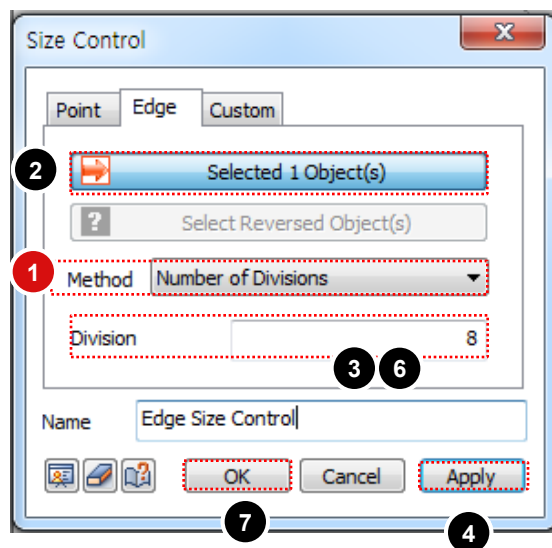 Size Control
Point Edge Custom
2 Selected 1 Object(s)
? Select Reversed Object(s)
1 Method Number of Divisions
Division 8
3 6
Name Edge Size Control
OK Cancel Apply
7 4